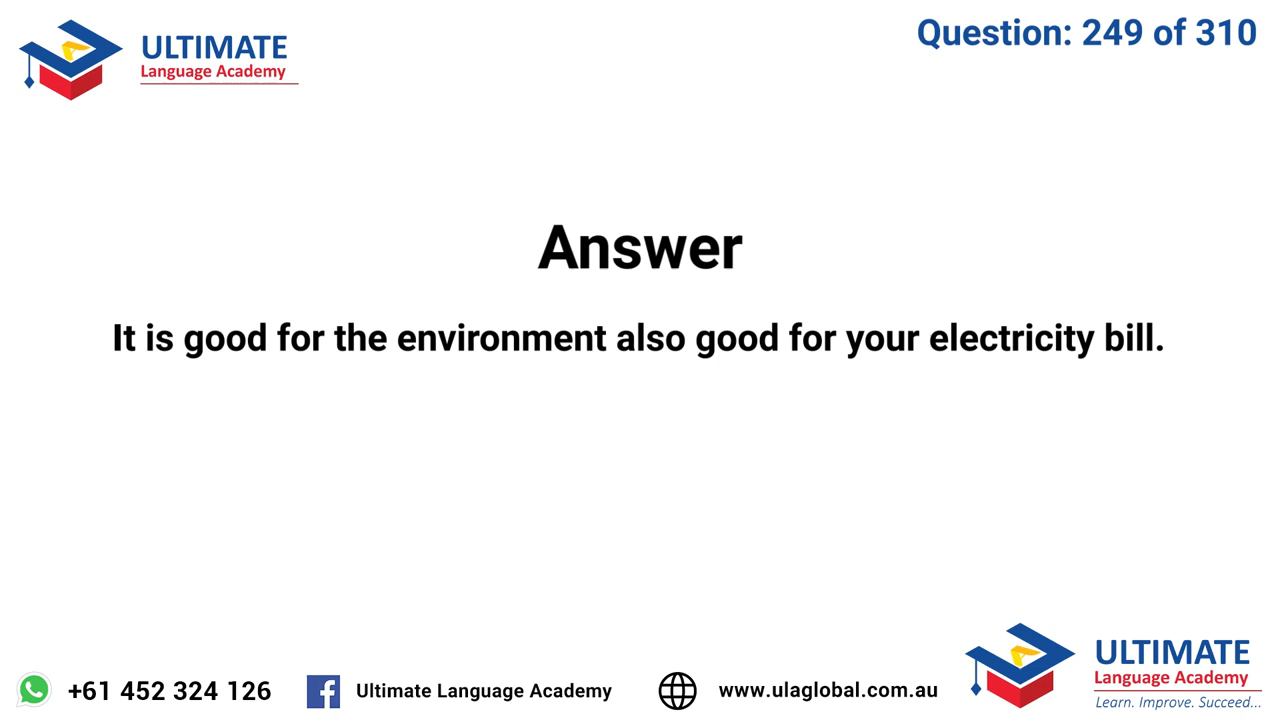 ULTIMATE
Language Academy
Question: 249 of 310
Answer
It is good for the environment also good for your electricity bill.
+61 452 324 126
Ultimate Language Academy
www.ulaglobal.com.au
ULTIMATE
Language Academy
Learn. Improve. Succeed...